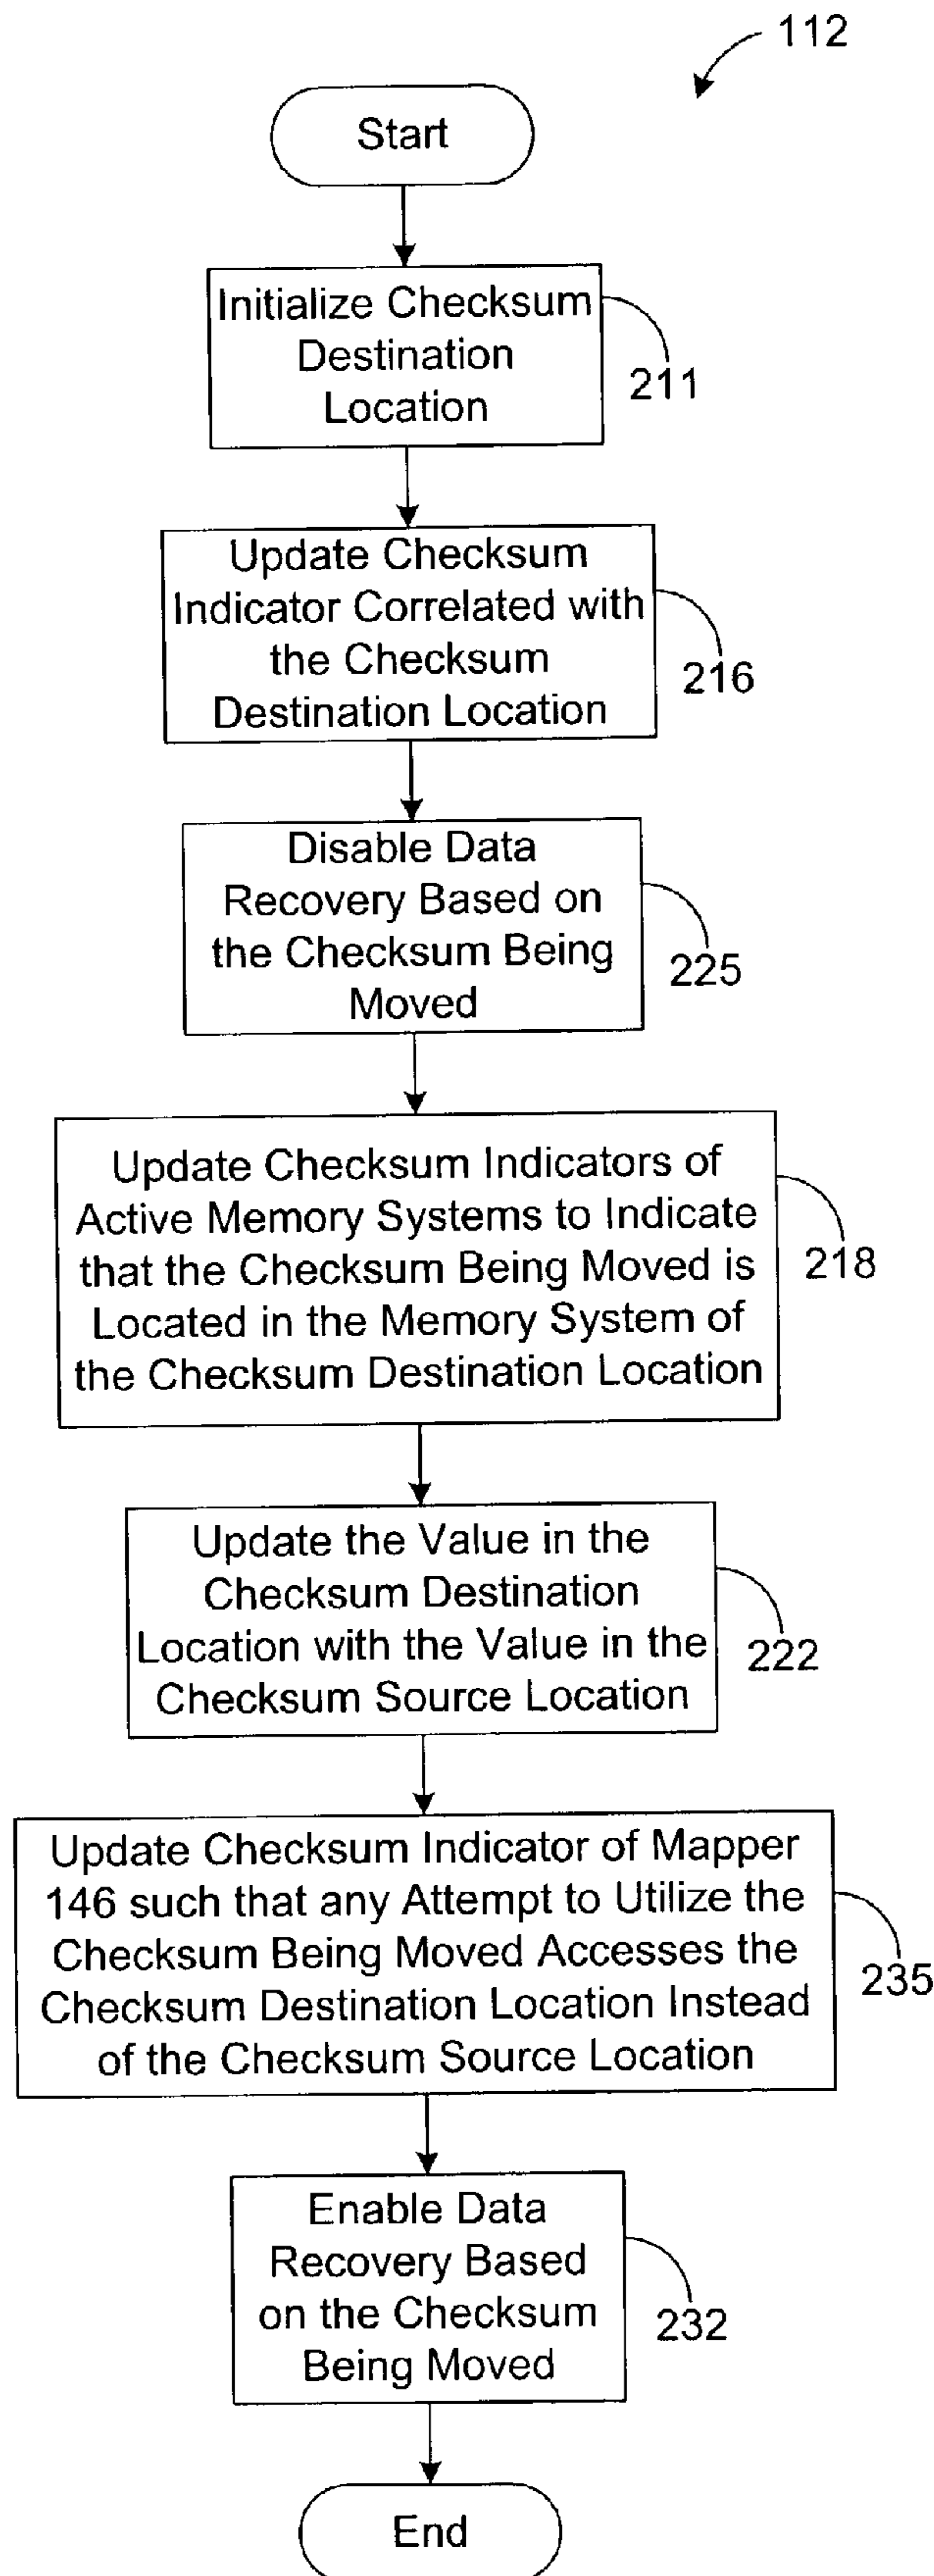 112
Start
Initialize Checksum
Destination
Location
211
Update Checksum
Indicator Correlated with
the Checksum
Destination Location
216
Disable Data
Recovery Based on
the Checksum Being
Moved
225
Update Checksum Indicators of
Active Memory Systems to Indicate
that the Checksum Being Moved is
Located in the Memory System of
the Checksum Destination Location
218
Update the Value in the
Checksum Destination
Location with the Value in the
Checksum Source Location
222
Update Checksum Indicator of Mapper
146 such that any Attempt to Utilize the
Checksum Being Moved Accesses the
Checksum Destination Location Instead
of the Checksum Source Location
235
Enable Data
Recovery Based
on the Checksum
Being Moved
232
End